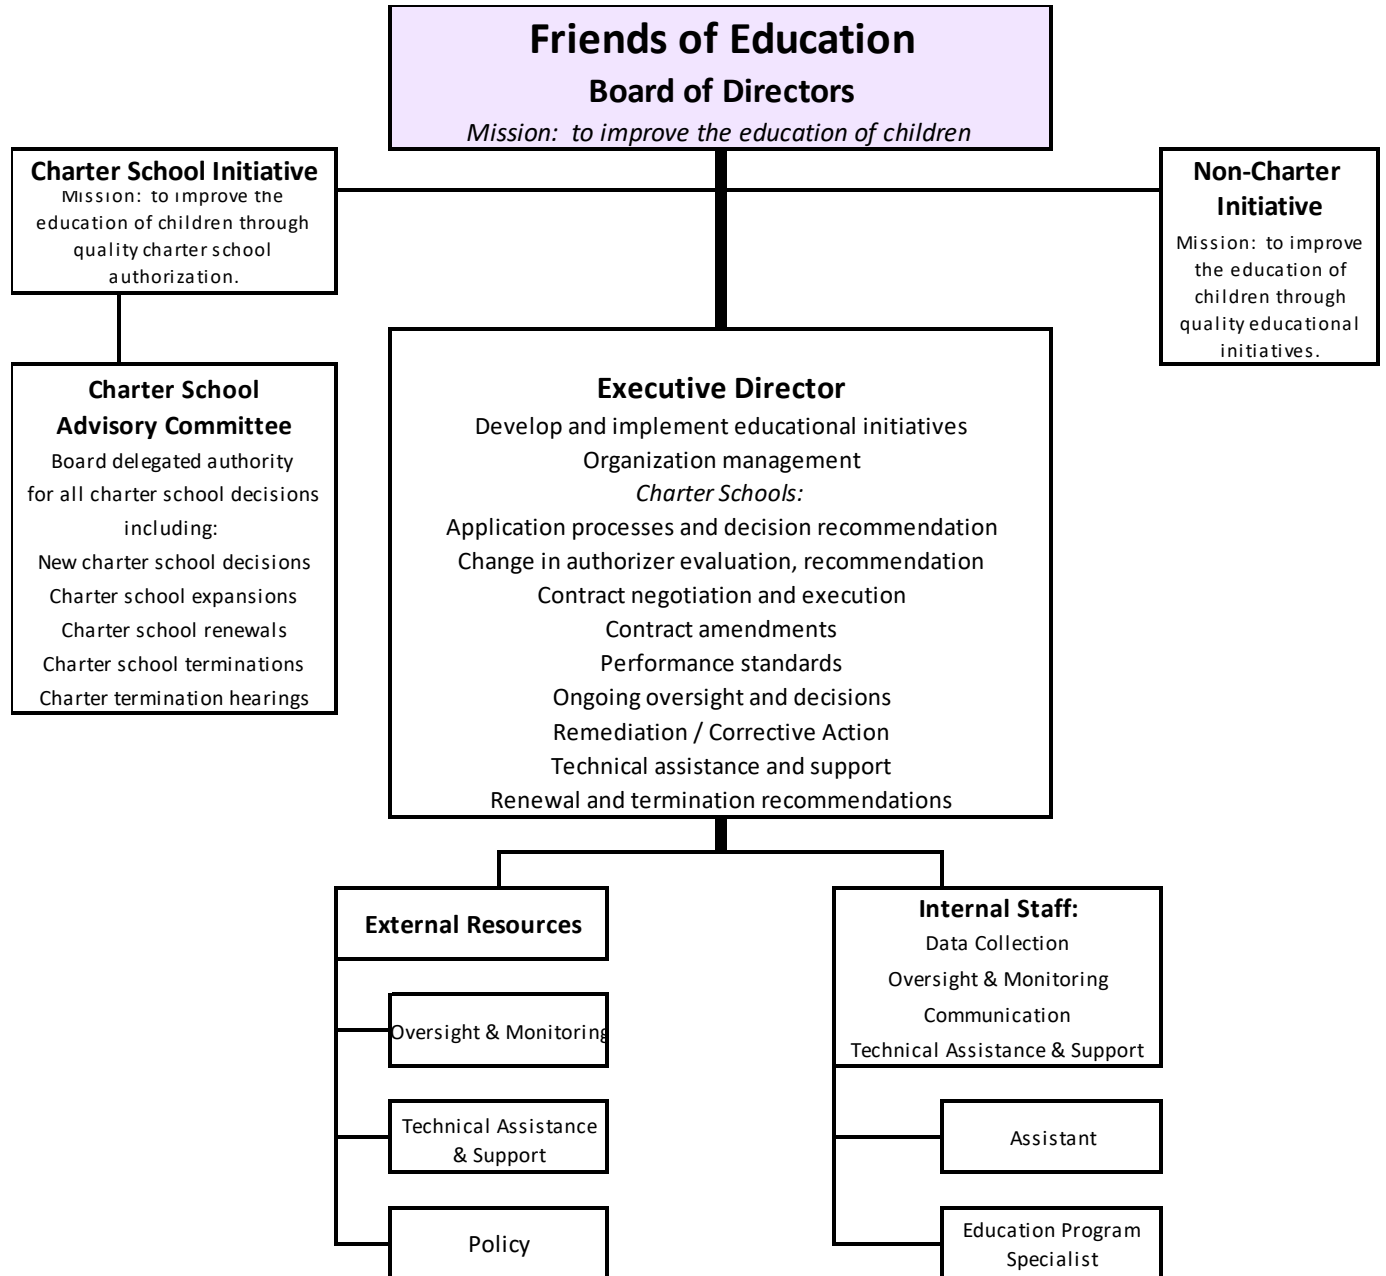 Friends of Education
Board of Directors
Mission: to improve the education of children
Charter School Initiative
Mission: to improve the
education of children through
quality charter school
authorization.
Non-Charter
Initiative
Mission: to improve
the education of
children through
quality educational
initiatives.
Charter School
Advisory Committee
Board delegated authority
for all charter school decisions
including:
New charter school decisions
Charter school expansions
Charter school renewals
Charter school terminations
Charter termination hearings
Executive Director
Develop and implement educational initiatives
Organization management
Charter Schools:
Application processes and decision recommendation
Change in authorizer evaluation, recommendation
Contract negotiation and execution
Contract amendments
Performance standards
Ongoing oversight and decisions
Remediation / Corrective Action
Technical assistance and support
Renewal and termination recommendations
External Resources
Oversight & Monitoring
Technical Assistance
& Support
Policy
Internal Staff:
Data Collection
Oversight & Monitoring
Communication
Technical Assistance & Support
Assistant
Education Program
Specialist